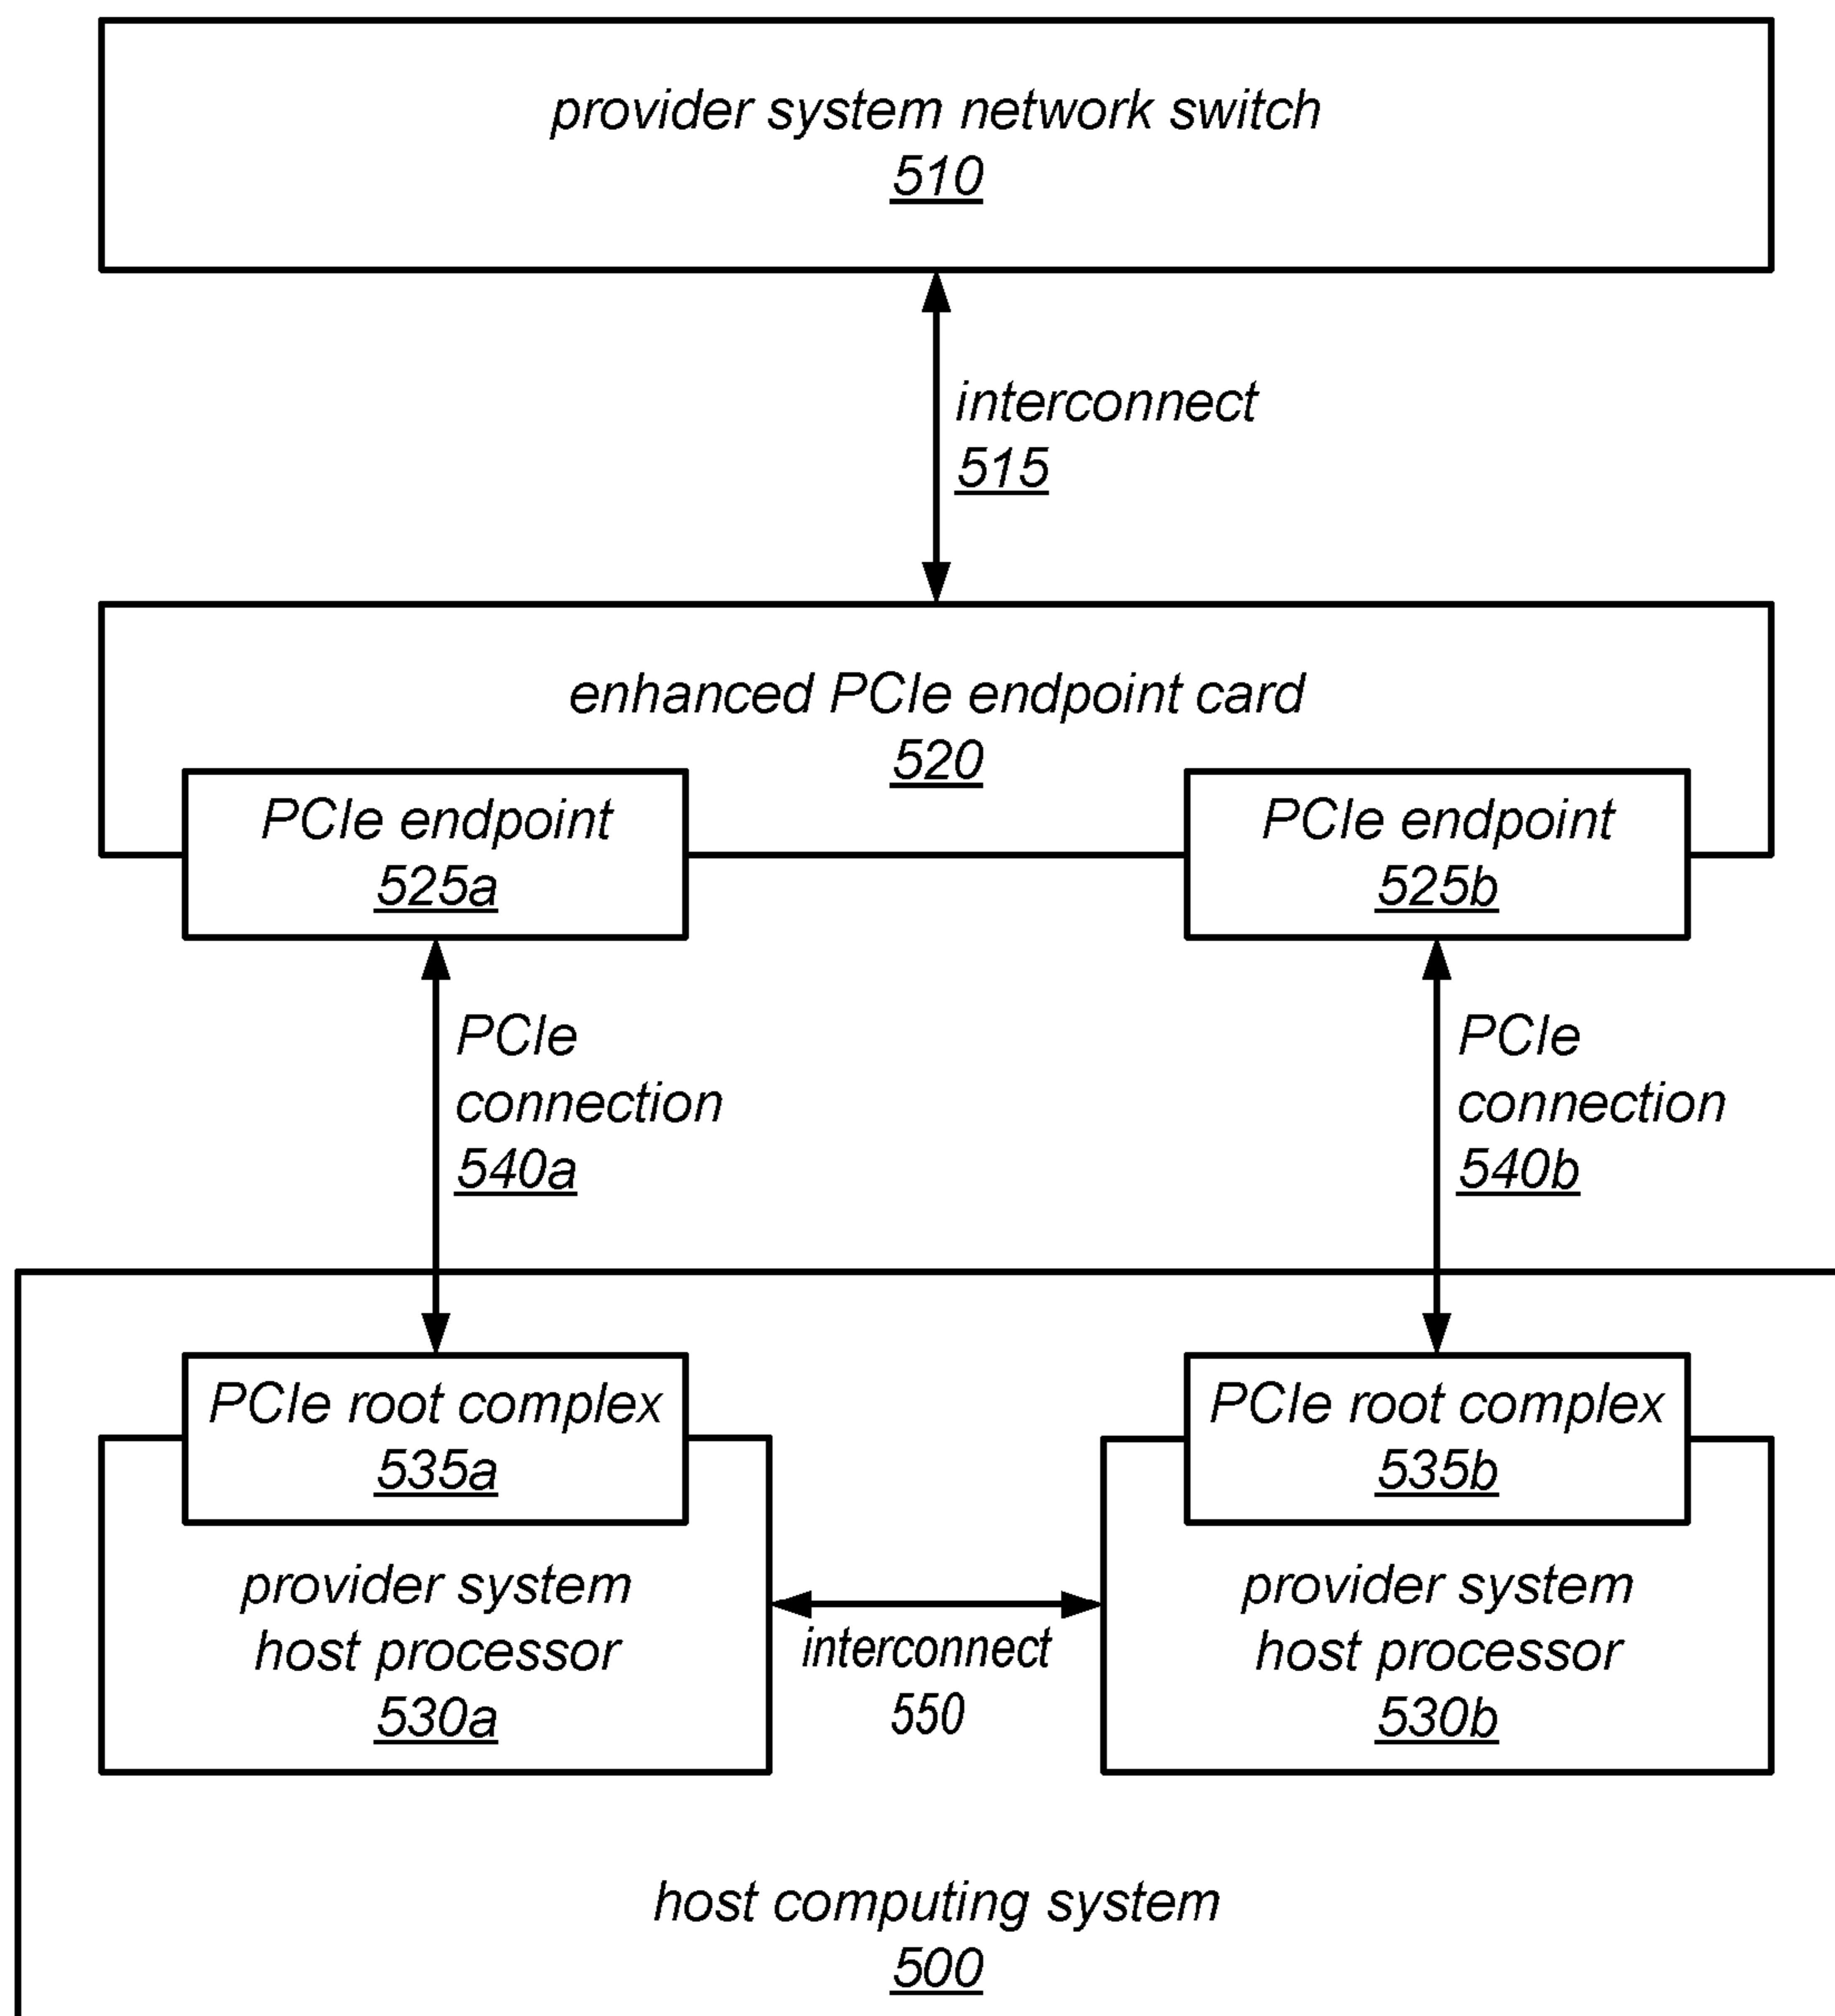 provider system network switch
510
interconnect
515
enhanced PCIe endpoint card
520
PCIe endpoint
525a
PCIe endpoint
525b
PCIe
connection
540a
PCIe
connection
540b
PCIe root complex
535a
PCIe root complex
535b
provider system
host processor
530a
interconnect
550
provider system
host processor
530b
host computing system
500